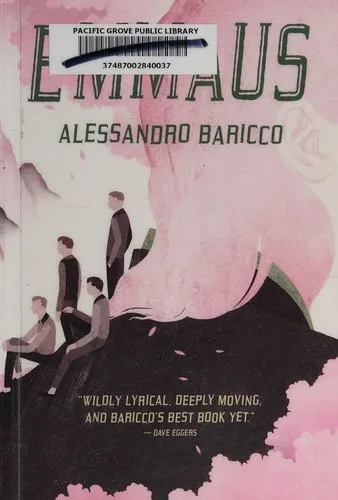 PACIFIC GROVE PUBLIC LIBRARY
37487002840037
EMMAUS
ALESSANDRO BARICCO
"WILDLY LYRICAL, DEEPLY MOVING,
AND BARICCO'S BEST BOOK YET."
— DAVE EGGERS